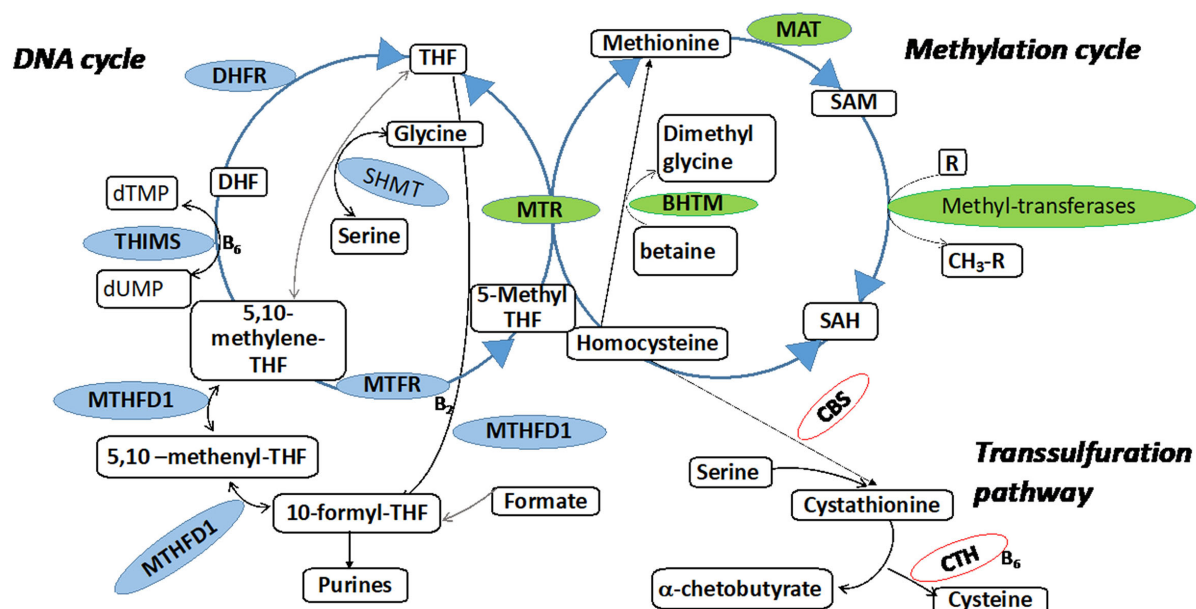 DNA cycle
THF
Methionine
MAT
Methylation cycle
DHFR
SAM
Glycine
Dimethyl
glycine
R
SHMT
DHF
dTMP
MTR
BHTM
Methyl-transferases
THIMS
B₆
Serine
betaine
CH₃-R
dUMP
5,10-
methylene-
THF
5-Methyl
THF
SAH
Homocysteine
MTFR
B₂
MTHFD1
CBS
MTHFD1
5,10 –methenyl-THF
Transsulfuration
pathway
Serine
Cystathionine
10-formyl-THF
Formate
MTHFD1
CTH
B₆
Purines
α-chetobutyrate
Cysteine